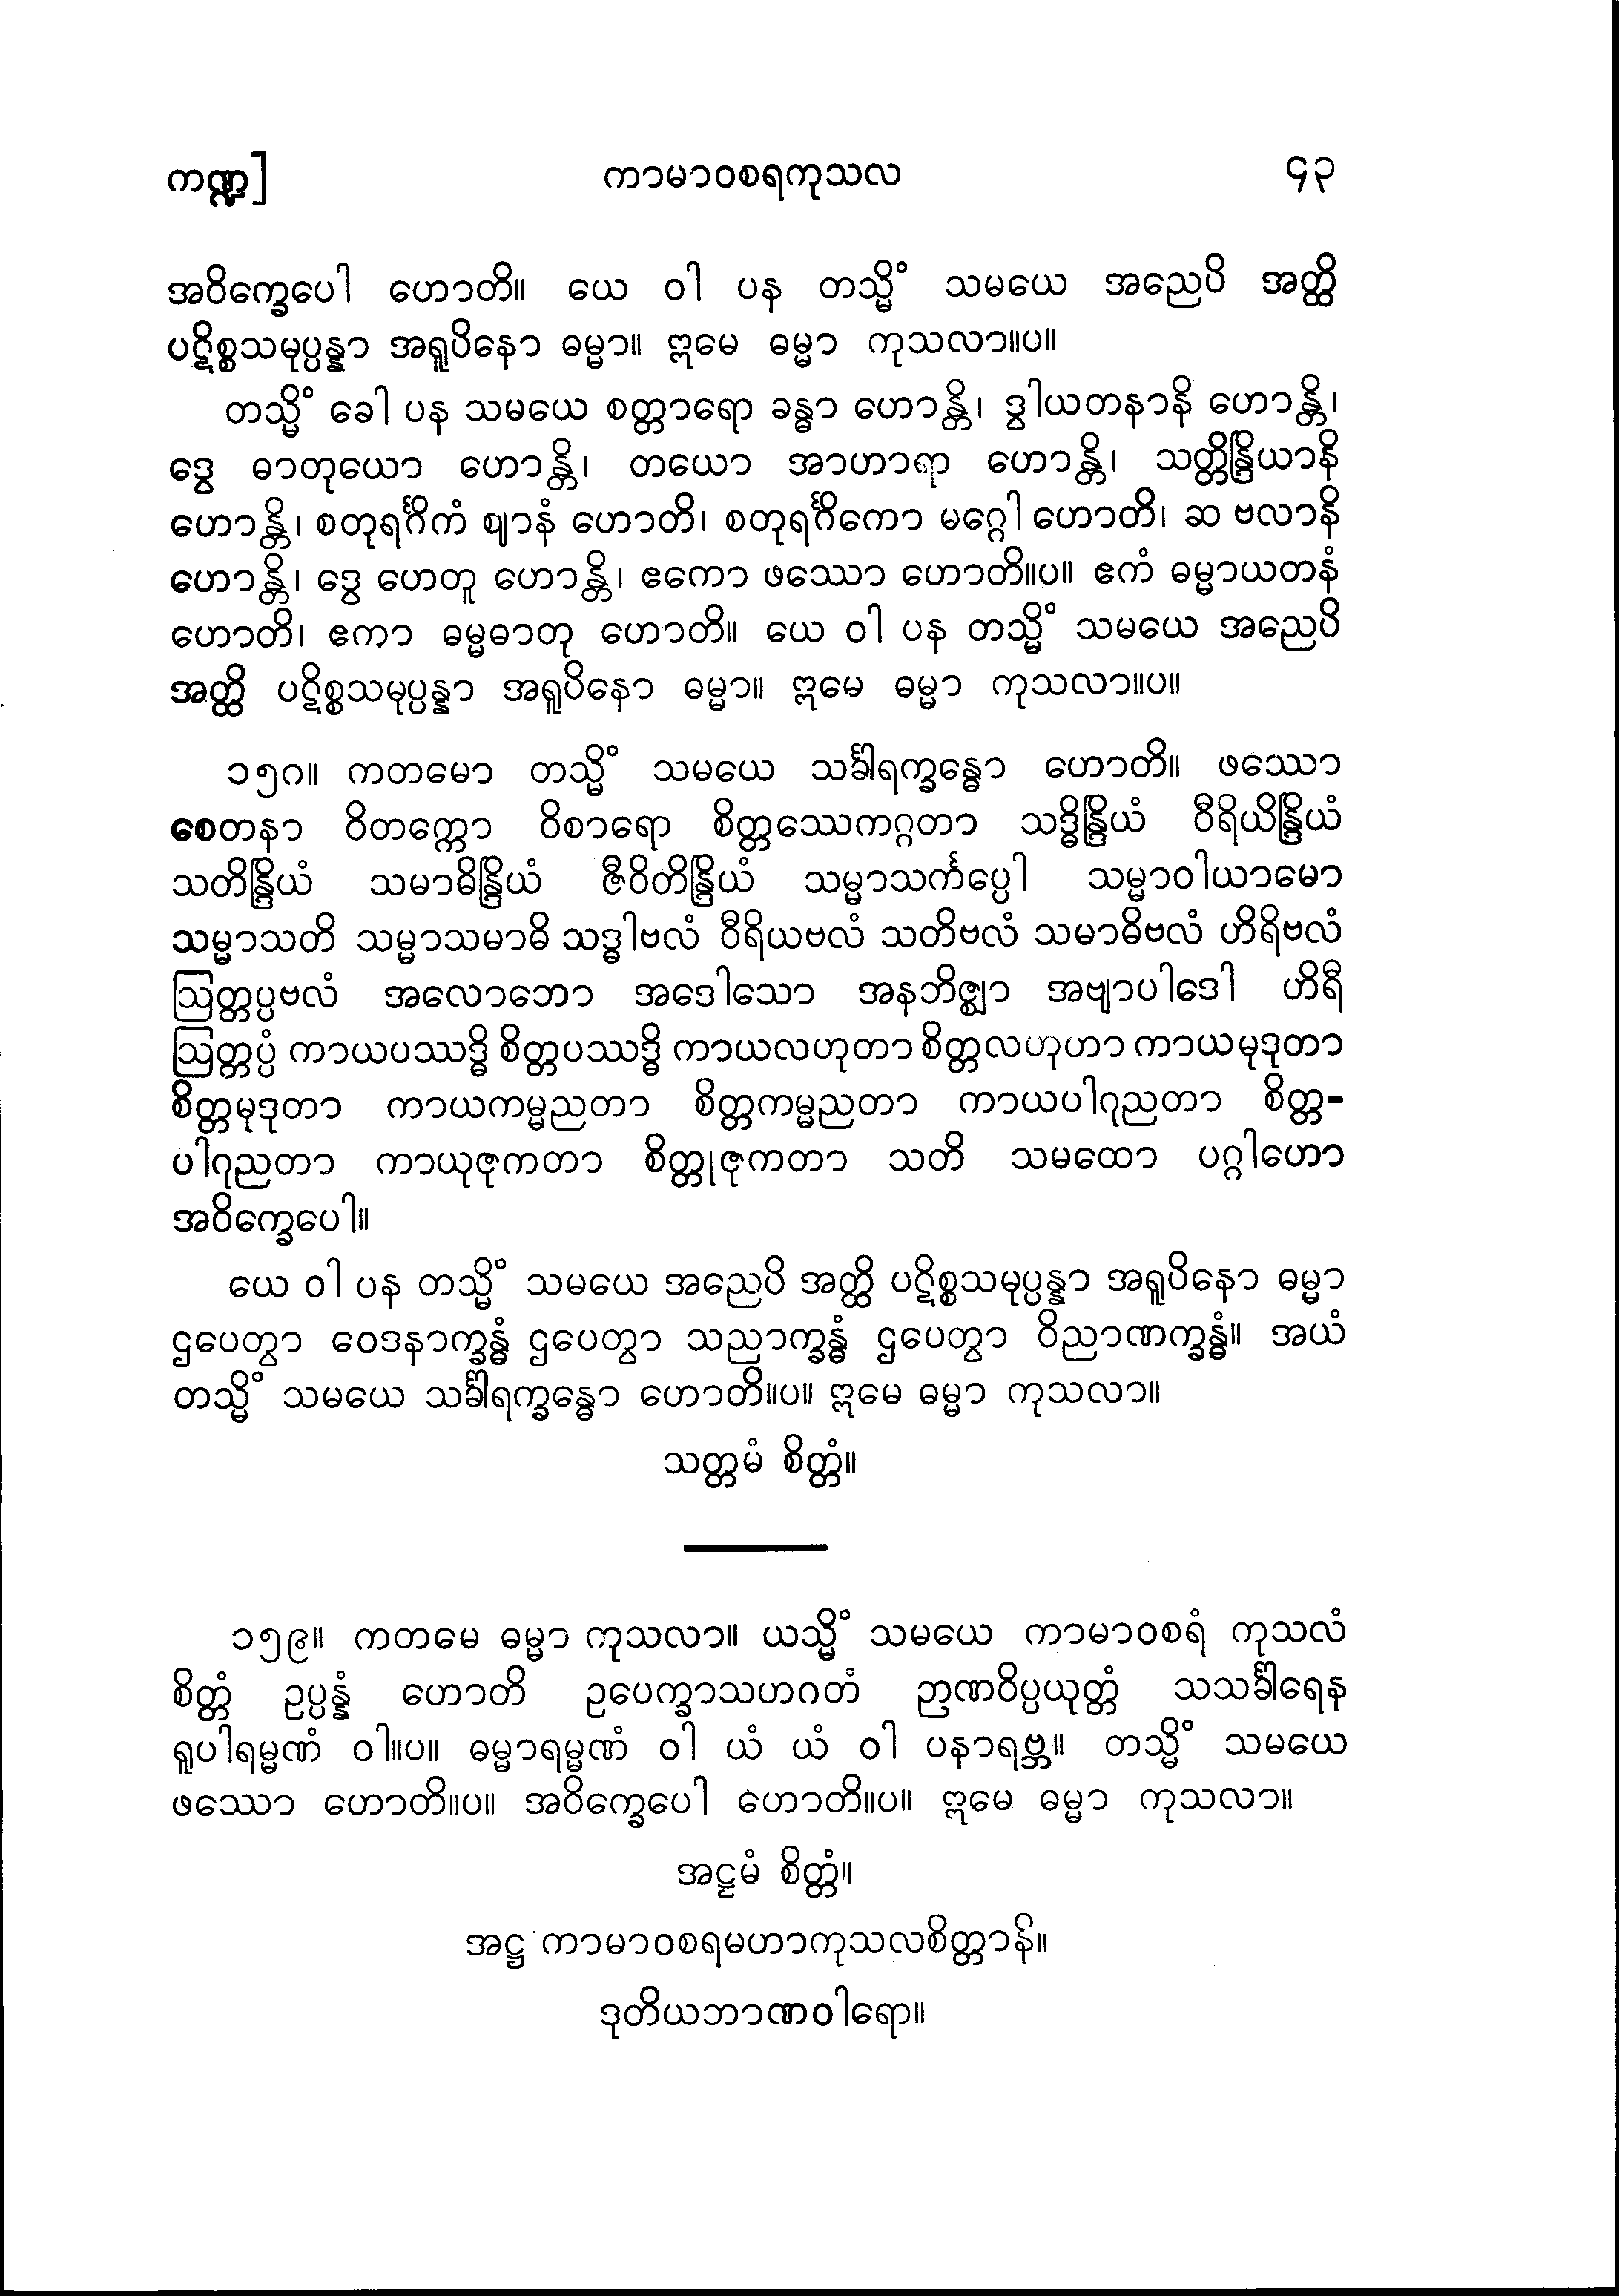 ကဏ္ဍ] ကာမာဝစရကုသလ ၄၃
အဝိက္ခေပေါ ဟောတိ။ ယေ ဝါ ပန တသ္မိံ သမယေ အညေပိ အတ္ထိ
ပဋိစ္စသမုပ္ပန္နာ အရူပိနော ဓမ္မာ။ ဣမေ ဓမ္မာ ကုသလာ။ပ။
တသ္မိံ ခေါ ပန သမယေ စတ္တာရော ခန္ဓာ ဟောန္တိ၊ ဒွါယတနာနိ ဟောန္တိ၊
ဒွေ ဓာတုယော ဟောန္တိ၊ တယော အာဟာရာ ဟောန္တိ၊ သတ္တိန္ဒြိယာနိ
ဟောန္တိ၊ စတုရင်္ဂိကံ ဈာနံ ဟောတိ၊ စတုရင်္ဂိကော မဂ္ဂေါ ဟောတိ၊ ဆ ဗလာနိ
ဟောန္တိ၊ ဒွေ ဟေတူ ဟောန္တိ၊ ဧကော ဖဿော ဟောတိ။ပ။ ဧကံ ဓမ္မာယတနံ
ဟောတိ၊ ဧကာ ဓမ္မဓာတု ဟောတိ။ ယေ ဝါ ပန တသ္မိံ သမယေ အညေပိ
အတ္ထိ ပဋိစ္စသမုပ္ပန္နာ အရူပိနော ဓမ္မာ။ ဣမေ ဓမ္မာ ကုသလာ။ပ။
၁၅၈။ ကတမော တသ္မိံ သမယေ သင်္ခါရက္ခန္ဓော ဟောတိ။ ဖဿော
စေတနာ ဝိတက္ကော ဝိစာရော စိတ္တဿေကဂ္ဂတာ သဒ္ဓိန္ဒြိယံ ဝီရိယိန္ဒြိယံ
သတိန္ဒြိယံ သမာဓိန္ဒြိယံ ဇီဝိတိန္ဒြိယံ သမ္မာသင်္ကပ္ပေါ သမ္မာဝါယာမော
သမ္မာသတိ သမ္မာသမာဓိ သဒ္ဓါဗလံ ဝီရိယဗလံ သတိဗလံ သမာဓိဗလံ ဟိရိဗလံ
ဩတ္တပ္ပဗလံ အလောဘော အဒေါသော အနဘိဇ္ဈာ အဗျာပါဒေါ ဟိရီ
ဩတ္တပ္ပံ ကာယပဿဒ္ဓိ စိတ္တပဿဒ္ဓိ ကာယလဟုတာ စိတ္တလဟုဟာ ကာယမုဒုတာ
စိတ္တမုဒုတာ ကာယကမ္မညတာ စိတ္တကမ္မညတာ ကာယပါဂုညတာ စိတ္တ-
ပါဂုညတာ ကာယုဇုကတာ စိတ္တုဇုကတာ သတိ သမထော ပဂ္ဂါဟော
အဝိက္ခေပေါ။
ယေ ဝါ ပန တသ္မိံ သမယေ အညေပိ အတ္ထိ ပဋိစ္စသမုပ္ပန္နာ အရူပိနော ဓမ္မာ
ဌပေတွာ ဝေဒနာက္ခန္ဓံ ဌပေတွာ သညာက္ခန္ဓံ ဌပေတွာ ဝိညာဏက္ခန္ဓံ။ အယံ
တသ္မိံ သမယေ သင်္ခါရက္ခန္ဓော ဟောတိ။ပ။ ဣမေ ဓမ္မာ ကုသလာ။
သတ္တမံ စိတ္တံ။
၁၅၉။ ကတမေ ဓမ္မာ ကုသလာ။ ယသ္မိံ သမယေ ကာမာဝစရံ ကုသလံ
စိတ္တံ ဥပ္ပန္နံ ဟောတိ ဥပေက္ခာသဟဂတံ ဉာဏဝိပ္ပယုတ္တံ သသင်္ခါရေန
ရူပါရမ္မဏံ ဝါ။ပ။ ဓမ္မာရမ္မဏံ ဝါ ယံ ယံ ဝါ ပနာရဗ္ဘ။ တသ္မိံ သမယေ
ဖဿော ဟောတိ။ပ။ အဝိက္ခေပေါ ဟောတိ။ပ။ ဣမေ ဓမ္မာ ကုသလာ။
အဋ္ဌမံ စိတ္တံ။
အဋ္ဌ ကာမာဝစရမဟာကုသလစိတ္တာနိ။
ဒုတိယဘာဏဝါရော။